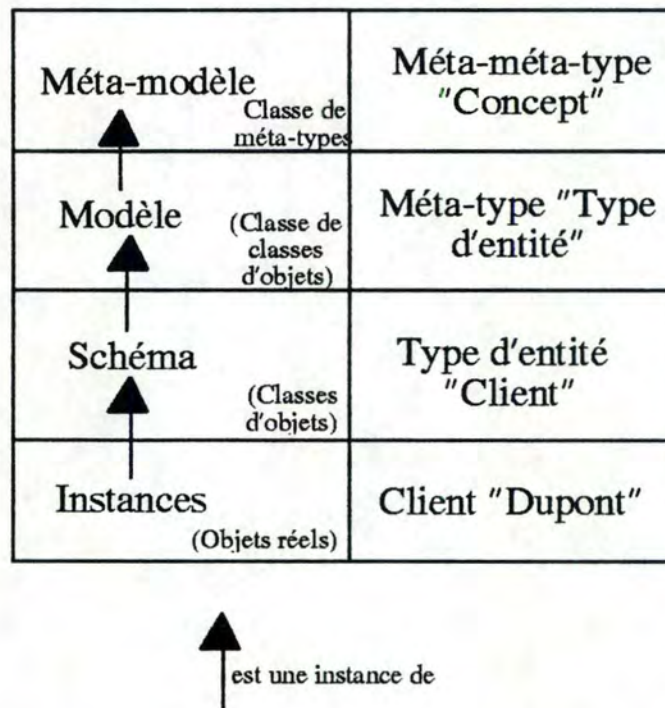 Méta-modèle
Classe de
méta-types
Méta-méta-type
"Concept"
Modèle
(Classe de
classes
d'objets)
Méta-type "Type
d'entité"
Schéma
(Classes
d'objets)
Type d'entité
"Client"
Instances
(Objets réels)
Client "Dupont"
est une instance de